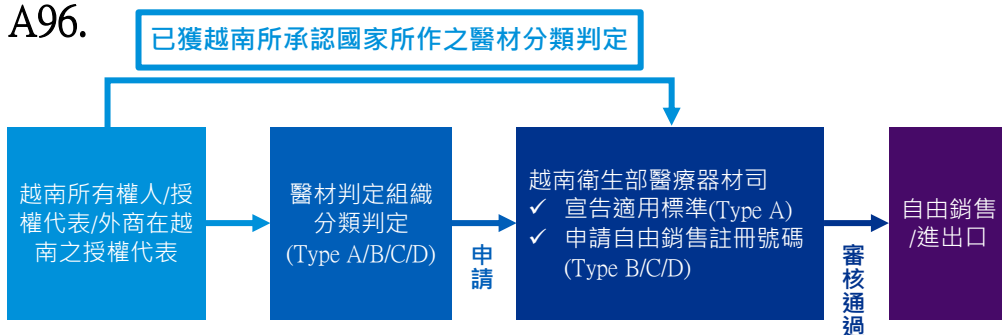 A96.
已獲越南所承認國家所作之醫材分類判定
越南所有權人/授
權代表/外商在越
南之授權代表
醫材判定組織
分類判定
(Type A/B/C/D)
申請
越南衛生部醫療器材司
✓ 宣告適用標準(Type A)
✓ 申請自由銷售註冊號碼
(Type B/C/D)
審核通過
自由銷售
/進出口